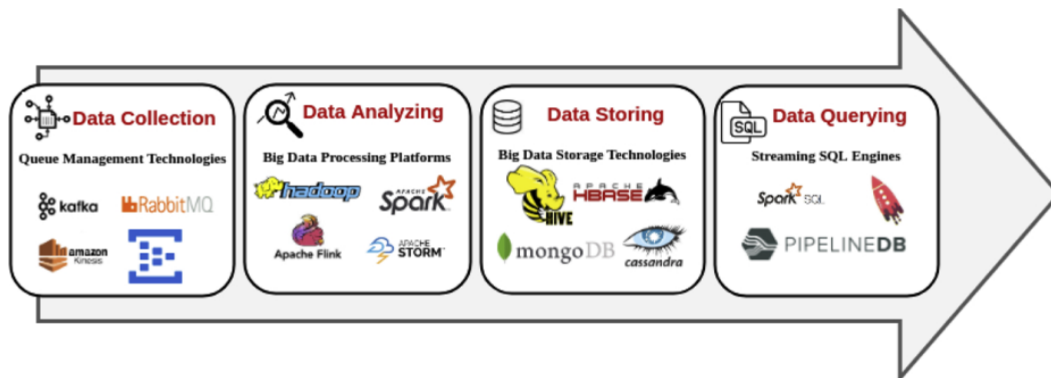 Data Collection
Queue Management Technologies
kafka
RabbitMQ
amazon
Kinesis
Data Analyzing
Big Data Processing Platforms
hadoop
APACHE
Spark
Apache Flink
APACHE
STORM
Data Storing
Big Data Storage Technologies
HIVE
APACHE
HBASE
mongoDB
cassandra
SQL
Data Querying
Streaming SQL Engines
Spark SQL
PIPELINEDB